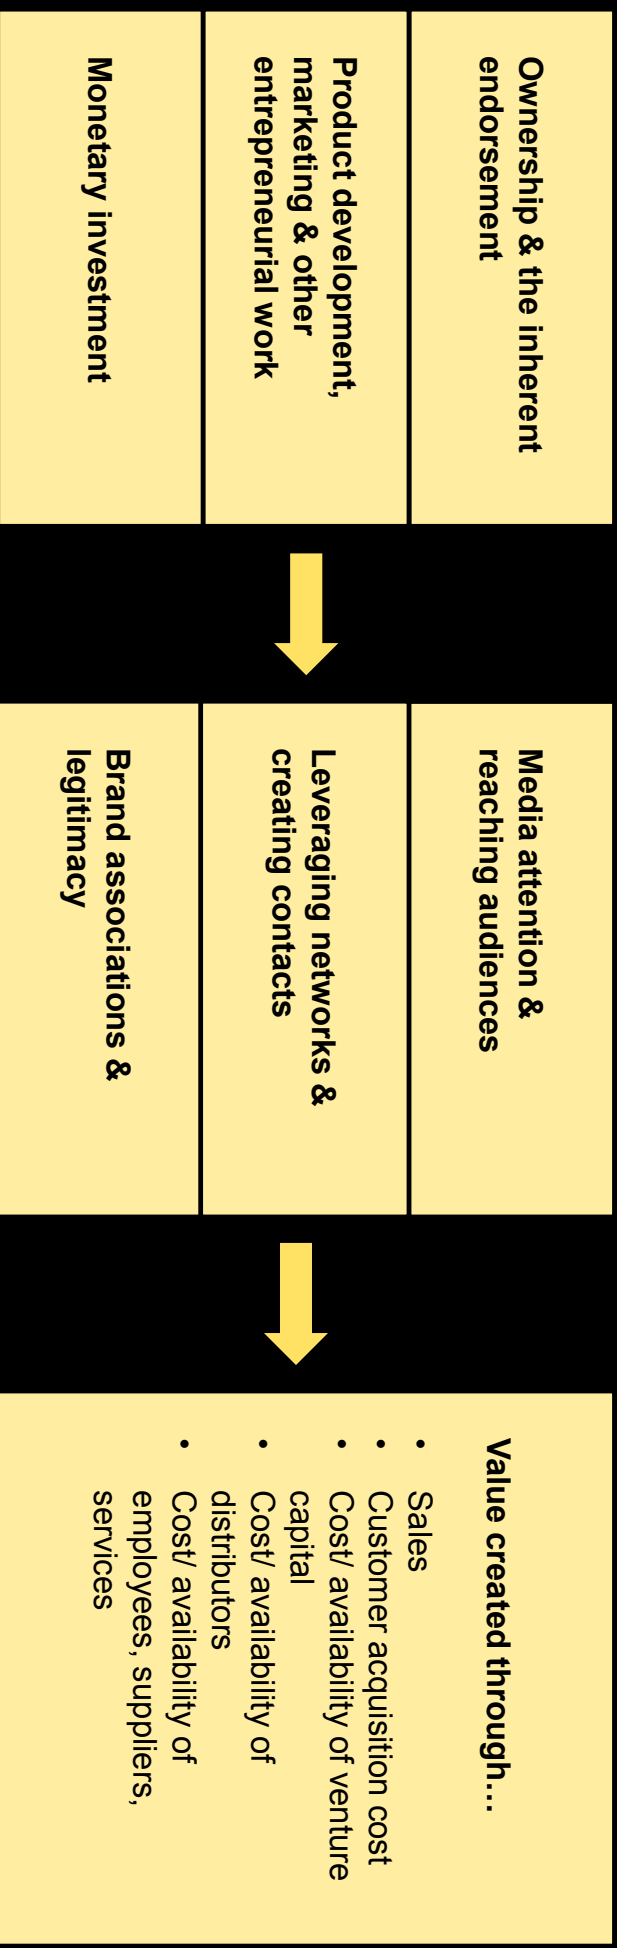 Ownership & the inherent
endorsement
Product development,
marketing & other
entrepreneurial work
Monetary investment
Media attention &
reaching audiences
Leveraging networks &
creating contacts
Brand associations &
legitimacy
Value created through…
• Sales
• Customer acquisition cost
• Cost/ availability of venture
capital
• Cost/ availability of
distributors
• Cost/ availability of
employees, suppliers,
services